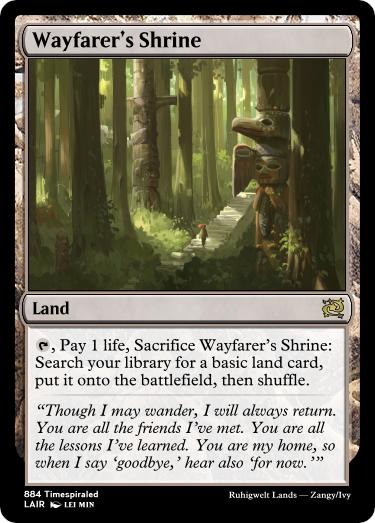 Wayfarer's Shrine
Land
, Pay 1 life, Sacrifice Wayfarer's Shrine:
Search your library for a basic land card,
put it onto the battlefield, then shuffle.
“Though I may wander, I will always return.
You are all the friends I've met. You are all
the lessons I've learned. You are my home, so
when I say ‘goodbye,’ hear also ‘for now.’”
884 Timespiraled
LAIR LEI MIN
Ruhigwelt Lands — Zangy/Ivy